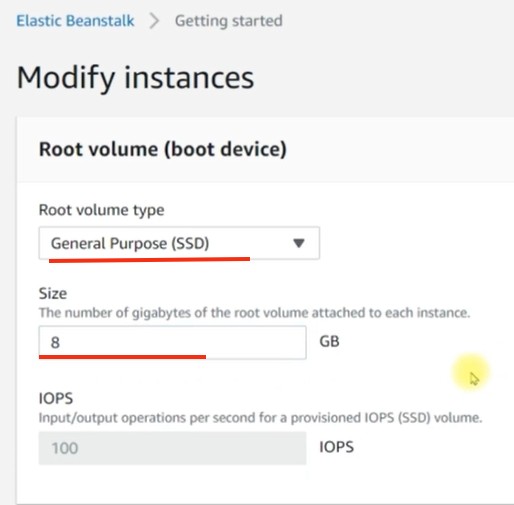 Elastic Beanstalk > Getting started
Modify instances
Root volume (boot device)
Root volume type
General Purpose (SSD)
Size
The number of gigabytes of the root volume attached to each instance.
8 GB
IOPS
Input/output operations per second for a provisioned IOPS (SSD) volume.
100 IOPS